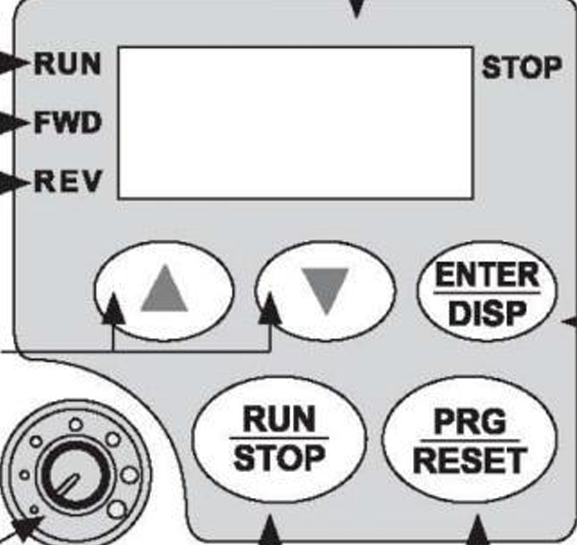 RUN
STOP
FWD
REV
ENTER
DISP
RUN
STOP
PRG
RESET